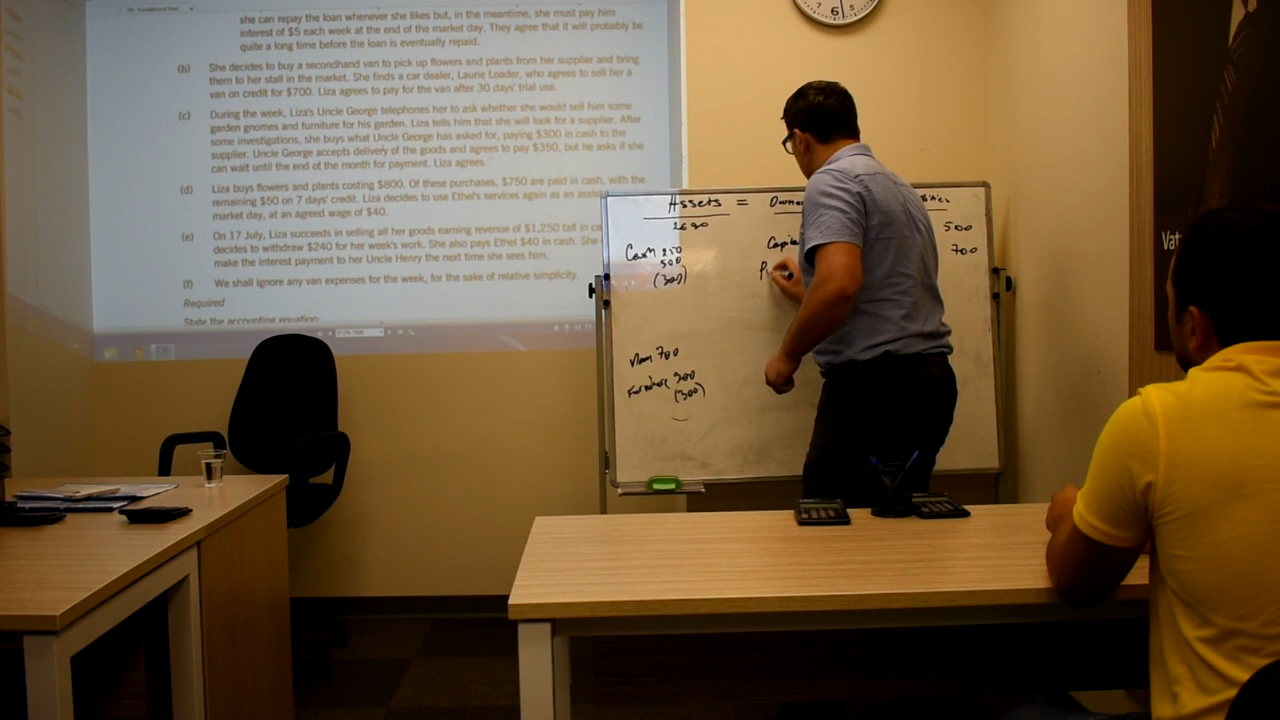 she can repay the loan whenever she likes but, in the meantime, she must pay him
interest of $5 each week at the end of the market day. They agree that it will probably be
quite a long time before the loan is eventually repaid.
(b) She decides to buy a secondhand van to pick up flowers and plants from her supplier and bring
them to her stall in the market. She finds a car dealer, Laurie Loader, who agrees to sell her a
van on credit for $700. Liza agrees to pay for the van after 30 days' trial use.
(c) During the week, Liza's Uncle George telephones her to ask whether she would sell him some
garden gnomes and furniture for his garden. Liza tells him that she will look for a supplier. After
some investigations, she buys what Uncle George has asked for, paying $300 in cash to the
supplier. Uncle George accepts delivery of the goods and agrees to pay $350, but he asks if she
can wait until the end of the month for payment. Liza agrees.
(d) Liza buys flowers and plants costing $800. Of these purchases, $750 are paid in cash, with the
remaining $50 on 7 days' credit. Liza decides to use Ethel's services again as an
market day, at an agreed wage of $40.
(e) On 17 July, Liza succeeds in selling all her goods earning revenue of $1,250 (all in
decides to withdraw $240 for her week's work. She also pays Ethel $40 in cash. She
make the interest payment to her Uncle Henry the next time she sees him.
(f) We shall ignore any van expenses for the week, for the sake of relative simplicity.
Required
State the accounting equation:
Assets =
500
Cash 250
500
(300)
700
Van 700
Furniture 300
(300)
7 6 5